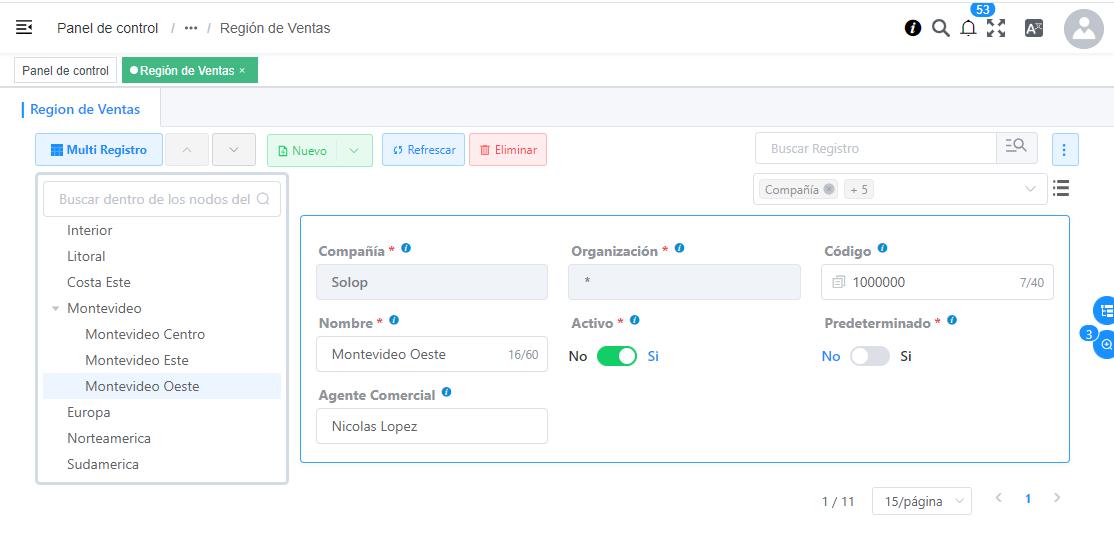 Panel de control / ••• / Región de Ventas
53
Panel de control
Región de Ventas ×
Region de Ventas
Multi Registro
Nuevo
Refrescar
Eliminar
Buscar Registro
Compañía
+ 5
Buscar dentro de los nodos del
Interior
Litoral
Costa Este
Montevideo
Montevideo Centro
Montevideo Este
Montevideo Oeste
Europa
Norteamerica
Sudamerica
Compañía *
Solop
Organización *
*
Código
1000000
7/40
Nombre *
Montevideo Oeste
16/60
Activo *
No
Si
Predeterminado *
No
Si
Agente Comercial
Nicolas Lopez
3
1 / 11
15/página
1